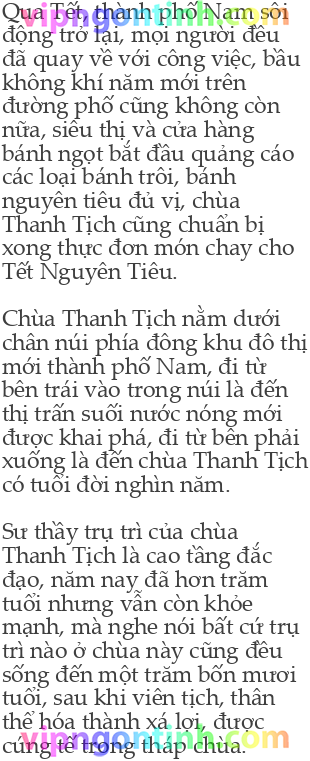 Qua Tết, thành phố Nam sôi
động trở lại, mọi người đều
đã quay về với công việc, bầu
không khí năm mới trên
đường phố cũng không còn
nữa, siêu thị và cửa hàng
bánh ngọt bắt đầu quảng cáo
các loại bánh trôi, bánh
nguyên tiêu đủ vị, chùa
Thanh Tịch cũng chuẩn bị
xong thực đơn món chay cho
Tết Nguyên Tiêu.
Chùa Thanh Tịch nằm dưới
chân núi phía đông khu đô thị
mới thành phố Nam, đi từ
bên trái vào trong núi là đến
thị trấn suối nước nóng mới
được khai phá, đi từ bên phải
xuống là đến chùa Thanh Tịch
có tuổi đời nghìn năm.
Sư thầy trụ trì của chùa
Thanh Tịch là cao tầng đắc
đạo, năm nay đã hơn trăm
tuổi nhưng vẫn còn khỏe
mạnh, mà nghe nói bất cứ trụ
trì nào ở chùa này cũng đều
sống đến một trăm bốn mươi
tuổi, sau khi viên tịch, thân
thể hóa thành xá lợi, được
cúng tế trong tháp chùa.
vipngontinh.com
vipngontinh.com